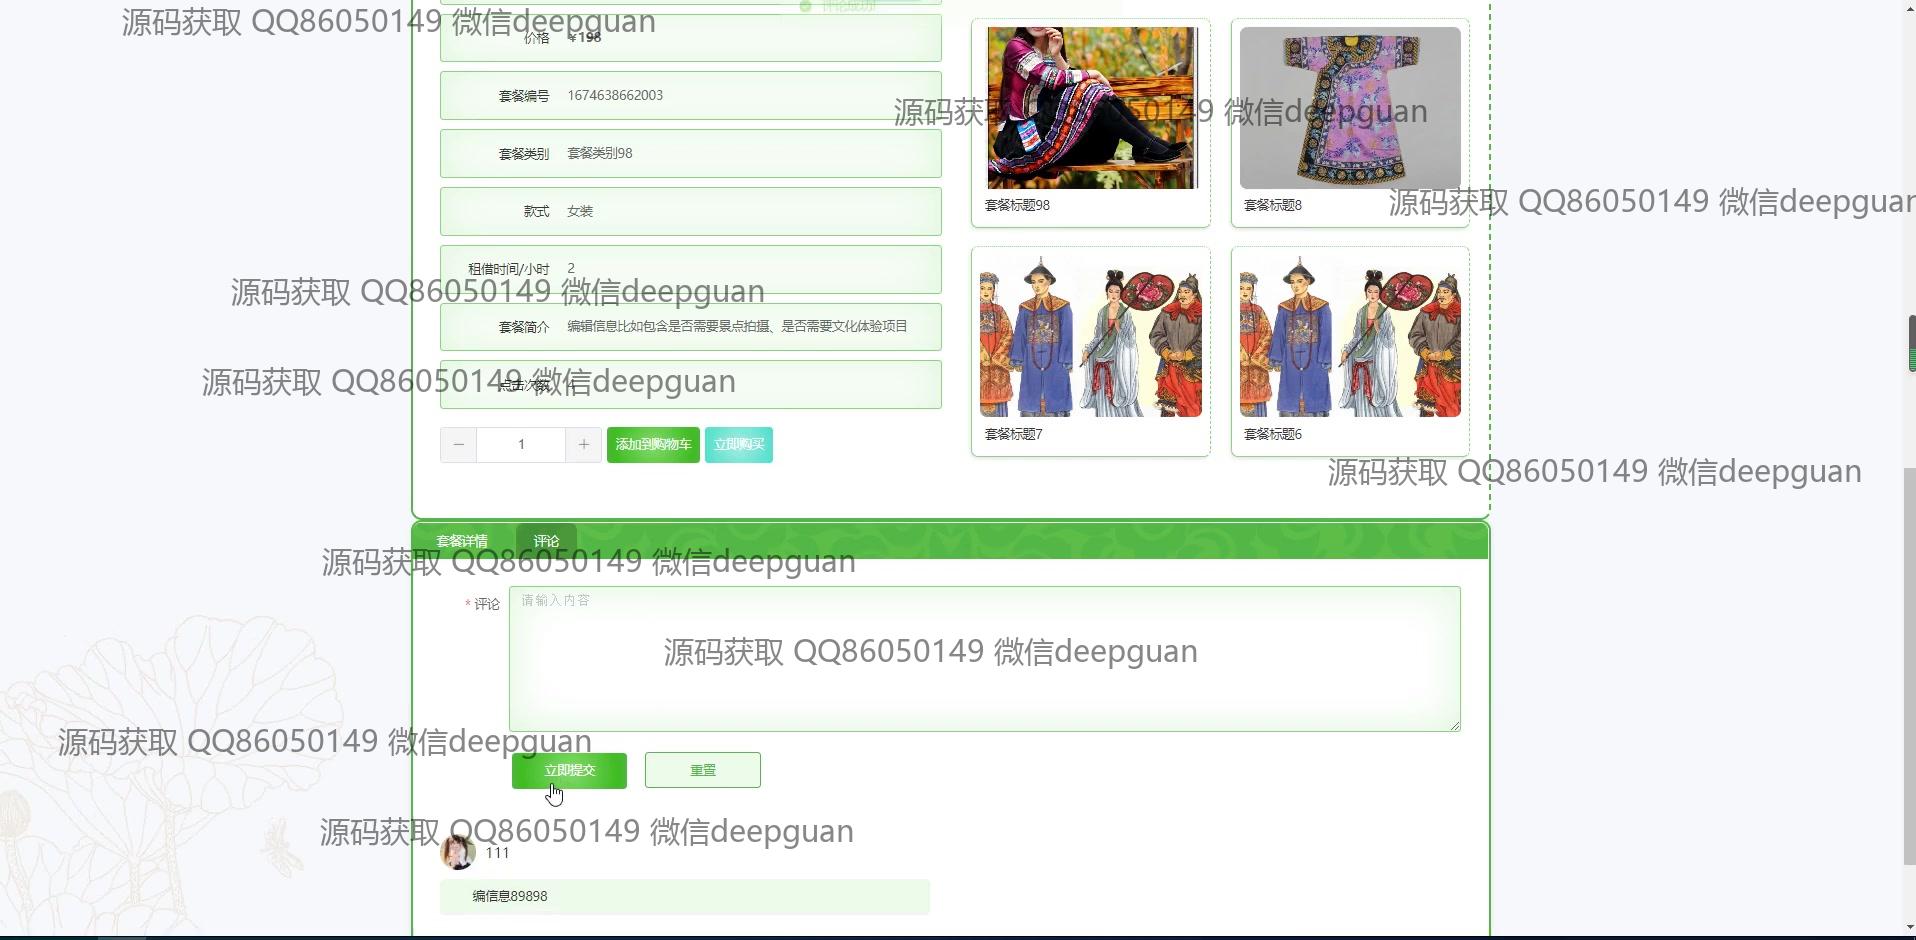 评论成功!
源码获取 QQ86050149 微信deepguan
价格 ￥198
套餐编号 1674638662003
源码获取 QQ86050149 微信deepguan
套餐类别 套餐类别98
款式 女装
套餐标题98
套餐标题8
源码获取 QQ86050149 微信deepguan
租借时间/小时 2
源码获取 QQ86050149 微信deepguan
套餐简介 编辑信息比如包含是否需要景点拍摄、是否需要文化体验项目
点击次数
源码获取 QQ86050149 微信deepguan
套餐标题7
套餐标题6
1
添加到购物车
立即购买
源码获取 QQ86050149 微信deepguan
套餐详情
评论
源码获取 QQ86050149 微信deepguan
* 评论
请输入内容
源码获取 QQ86050149 微信deepguan
源码获取 QQ86050149 微信deepguan
立即提交
重置
源码获取 QQ86050149 微信deepguan
111
编信息89898